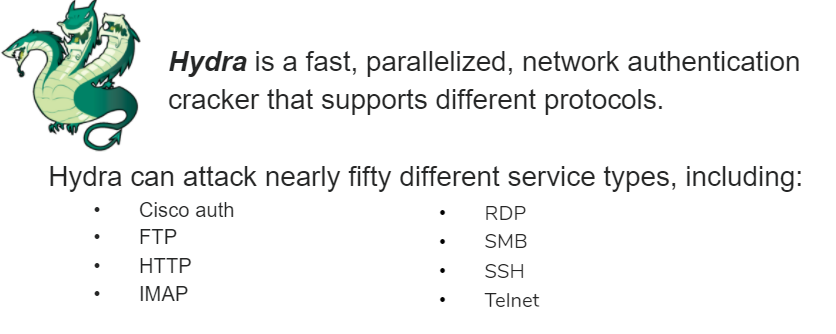 Hydra is a fast, parallelized, network authentication
cracker that supports different protocols.
Hydra can attack nearly fifty different service types, including:
• Cisco auth
• FTP
• HTTP
• IMAP
• RDP
• SMB
• SSH
• Telnet